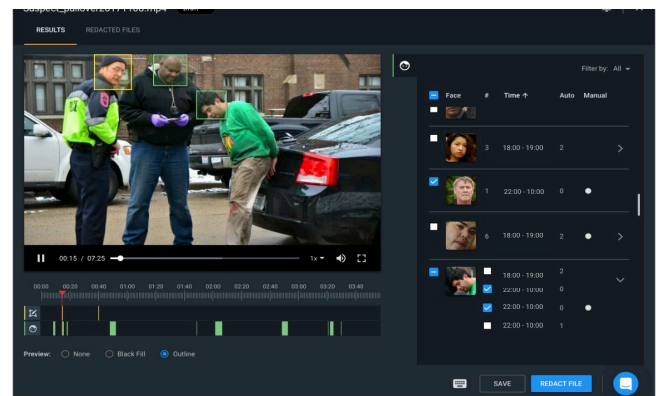 Suspect_pullover20171106.mp4 Draft
RESULTS REDACTED FILES
Filter by: All
Face # Time ↑ Auto Manual
3 18:00 - 19:00 2
1 22:00 - 10:00 0
6 18:00 - 19:00 2
18:00 - 19:00 2
22:00 - 10:00 0
22:00 - 10:00 0
22:00 - 10:00 1
00:15 / 07:25 1x
00:00 00:20 00:40 01:00 01:20 01:40 02:00 02:20 03:00 03:20 03:40
Preview: None Black Fill Outline
SAVE REDACT FILE